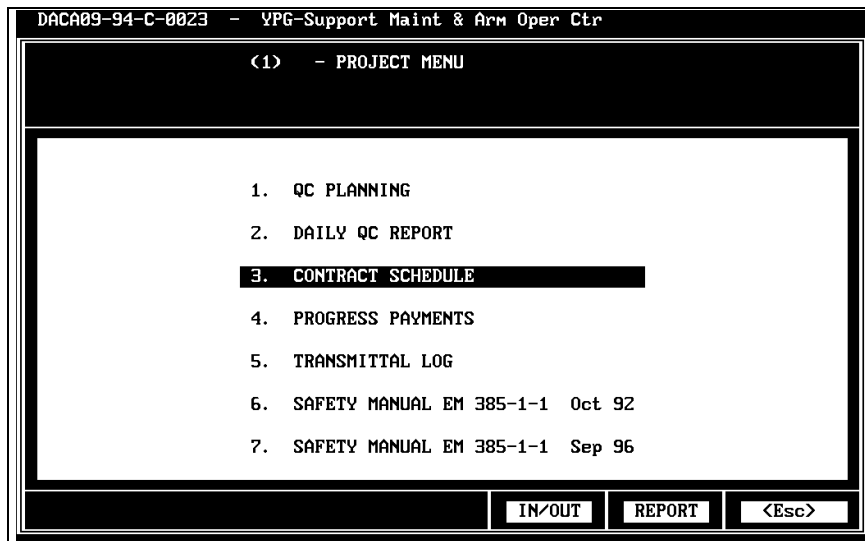 DACA09-94-C-0023 - YPG-Support Maint & Arm Oper Ctr
(1) - PROJECT MENU
1. QC PLANNING
2. DAILY QC REPORT
3. CONTRACT SCHEDULE
4. PROGRESS PAYMENTS
5. TRANSMITTAL LOG
6. SAFETY MANUAL EM 385-1-1 Oct 92
7. SAFETY MANUAL EM 385-1-1 Sep 96
IN/OUT REPORT <Esc>